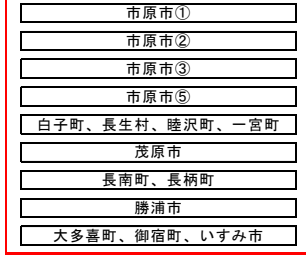 市原市①
市原市②
市原市③
市原市⑤
白子町、長生村、睦沢町、一宮町
茂原市
長南町、長柄町
勝浦市
大多喜町、御宿町、いすみ市